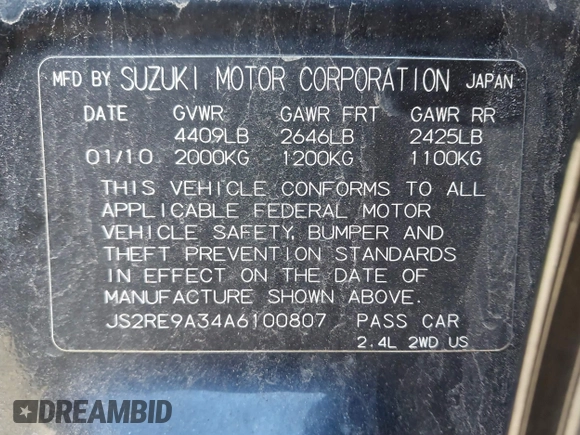 MFD BY SUZUKI MOTOR CORPORATION JAPAN
DATE GVWR GAWR FRT GAWR RR
4409LB 2646LB 2425LB
01/10 2000KG 1200KG 1100KG
THIS VEHICLE CONFORMS TO ALL
APPLICABLE FEDERAL MOTOR
VEHICLE SAFETY, BUMPER AND
THEFT PREVENTION STANDARDS
IN EFFECT ON THE DATE OF
MANUFACTURE SHOWN ABOVE.
JS2RE9A34A6100807 PASS CAR
2.4L 2WD US
DREAMBID